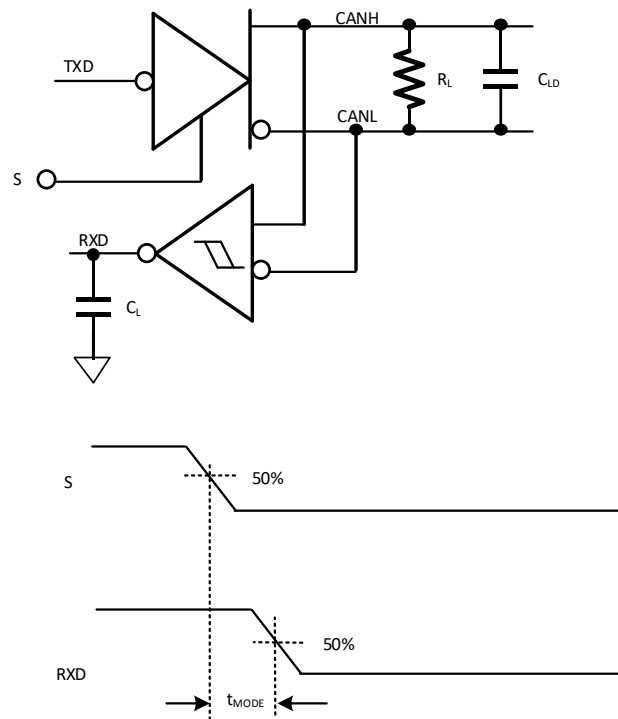 CANH
TXD
R_L
C_LD
CANL
S
RXD
C_L
50%
S
50%
RXD
t_MODE